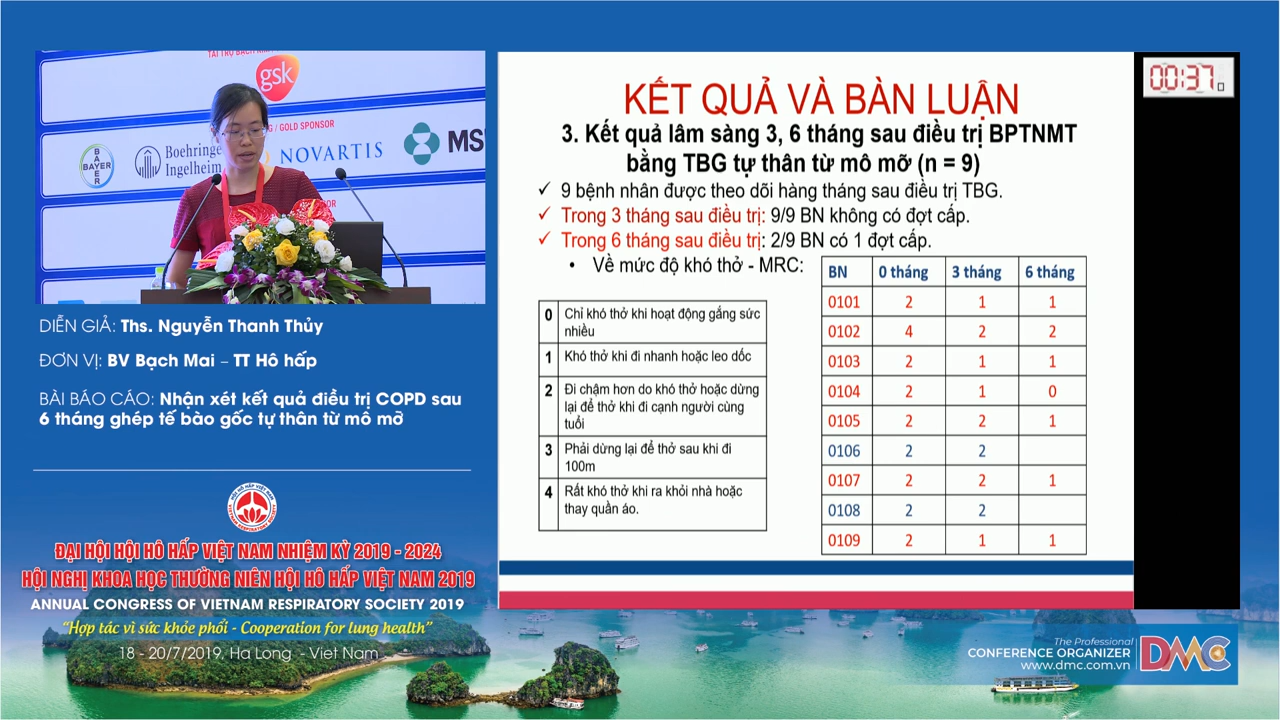 TÀI TRỢ BẠCH KIM
gsk
/ GOLD SPONSOR
BAYER
BAYER
Boehringer
Ingelheim
NOVARTIS
MSD
DIỄN GIẢ: Ths. Nguyễn Thanh Thủy
ĐƠN VỊ: BV Bạch Mai – TT Hô hấp
BÀI BÁO CÁO: Nhận xét kết quả điều trị COPD sau
6 tháng ghép tế bào gốc tự thân từ mô mỡ
HỘI HÔ HẤP VIỆT NAM
VIETNAM RESPIRATORY SOCIETY
ĐẠI HỘI HỘI HÔ HẤP VIỆT NAM NHIỆM KỲ 2019 - 2024
HỘI NGHỊ KHOA HỌC THƯỜNG NIÊN HỘI HÔ HẤP VIỆT NAM 2019
ANNUAL CONGRESS OF VIETNAM RESPIRATORY SOCIETY 2019
“Hợp tác vì sức khỏe phổi - Cooperation for lung health”
18 - 20/7/2019, Ha Long - Viet Nam
KẾT QUẢ VÀ BÀN LUẬN
3. Kết quả lâm sàng 3, 6 tháng sau điều trị BPTNMT
bằng TBG tự thân từ mô mỡ (n = 9)
✓ 9 bệnh nhân được theo dõi hàng tháng sau điều trị TBG.
✓ Trong 3 tháng sau điều trị: 9/9 BN không có đợt cấp.
✓ Trong 6 tháng sau điều trị: 2/9 BN có 1 đợt cấp.
• Về mức độ khó thở - MRC:
0 Chỉ khó thở khi hoạt động gắng sức
nhiều
1 Khó thở khi đi nhanh hoặc leo dốc
2 Đi chậm hơn do khó thở hoặc dừng
lại để thở khi đi cạnh người cùng
tuổi
3 Phải dừng lại để thở sau khi đi
100m
4 Rất khó thở khi ra khỏi nhà hoặc
thay quần áo.
BN 0 tháng 3 tháng 6 tháng
0101 2 1 1
0102 4 2 2
0103 2 1 1
0104 2 1 0
0105 2 2 1
0106 2 2
0107 2 2 1
0108 2 2
0109 2 1 1
00:37
The Professional
CONFERENCE ORGANIZER
www.dmc.com.vn
DMC